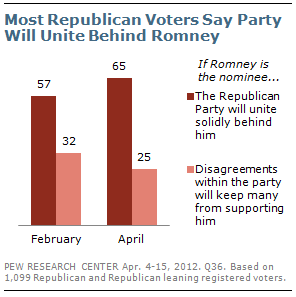 Most Republican Voters Say Party
Will Unite Behind Romney
If Romney is
the nominee...
65
57
The Republican
Party will unite
solidly behind
him
32
25
Disagreements
within the party
will keep many
from supporting
him
February
April
PEW RESEARCH CENTER Apr. 4-15, 2012. Q36. Based on
1,099 Republican and Republican leaning registered voters.